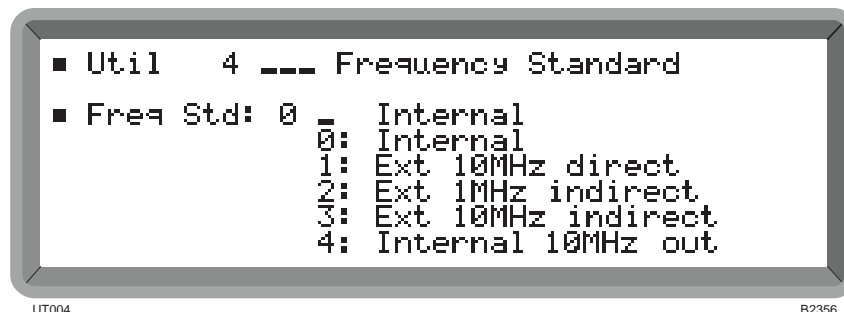 ▪ Util 4 ___ Frequency Standard
▪ Freq Std: 0 _ Internal
0: Internal
1: Ext 10MHz direct
2: Ext 1MHz indirect
3: Ext 10MHz indirect
4: Internal 10MHz out
UT004 B2356